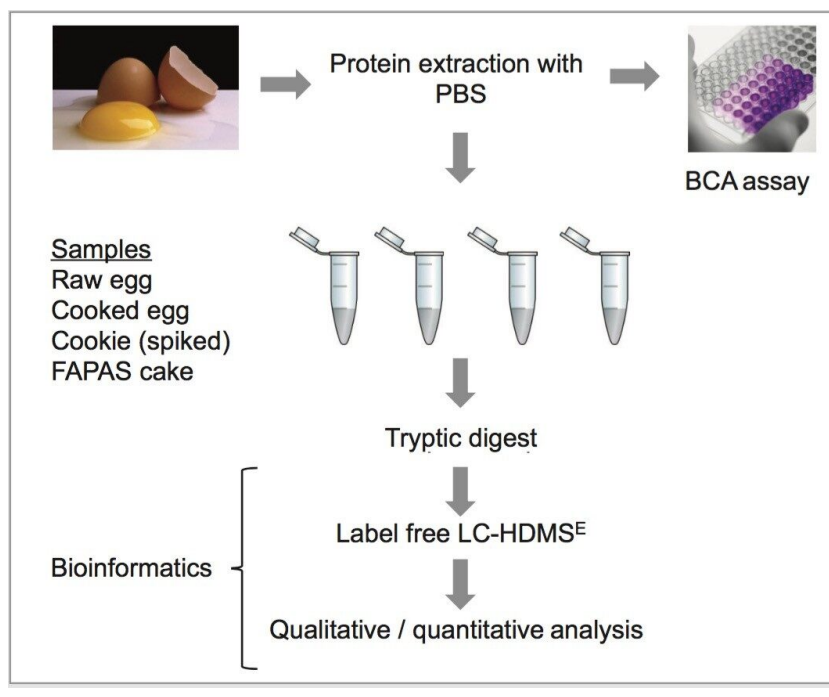 Protein extraction with
PBS
BCA assay
Samples
Raw egg
Cooked egg
Cookie (spiked)
FAPAS cake
Tryptic digest
Label free LC-HDMSᴱ
Bioinformatics
Qualitative / quantitative analysis